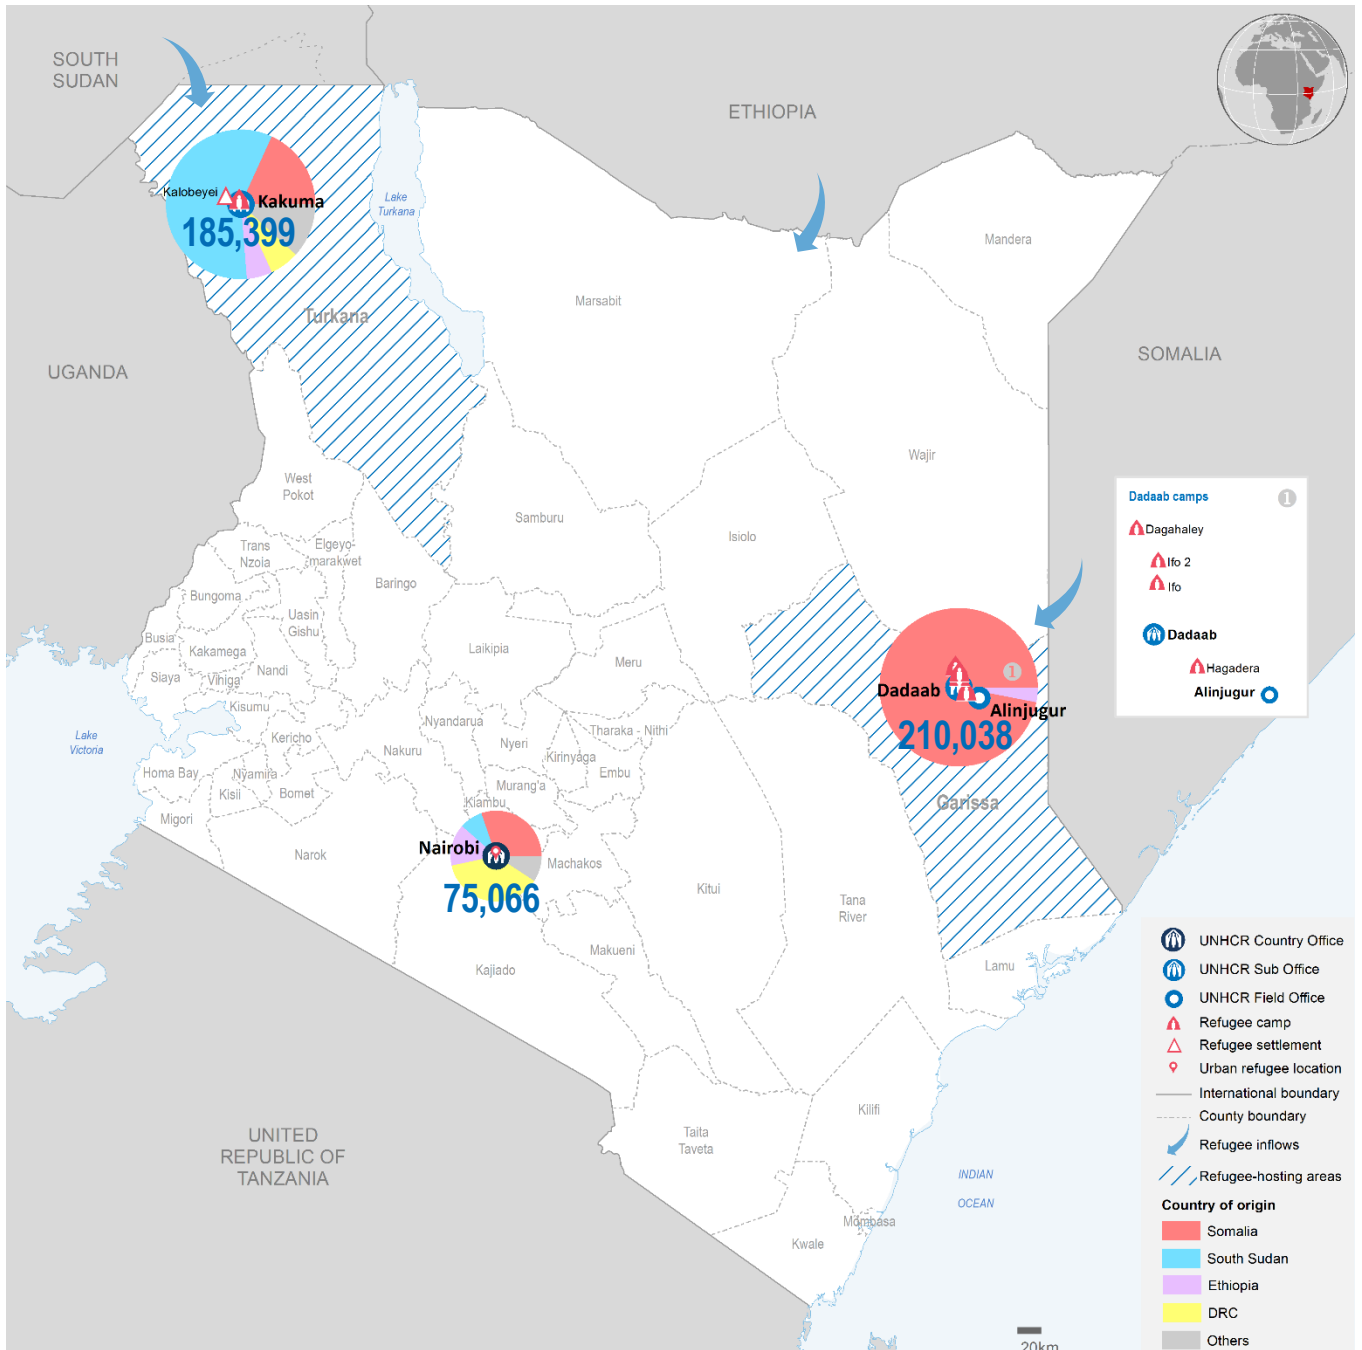 SOUTH
SUDAN
ETHIOPIA
Kalobeyei
Kakuma
185,399
Lake
Turkana
Mandera
Marsabit
Turkana
SOMALIA
UGANDA
Wajir
West
Pokot
Samburu
Isiolo
Dadaab camps
1
Dagahaley
Ifo 2
Ifo
Dadaab
Hagadera
Alinjugur
Trans
Nzoia
Elgeyo-
marakwet
Baringo
Bungoma
Uasin
Gishu
Busia
Kakamega
Laikipia
Meru
Siaya
Vihiga
Nandi
Kisumu
1
Dadaab
Alinjugur
210,038
Lake
Victoria
Kericho
Nyandarua
Nyeri
Tharaka - Nithi
Nakuru
Kirinyaga
Embu
Homa Bay
Nyamira
Kisii
Bomet
Murang'a
Kiambu
Garissa
Migori
Narok
Nairobi
75,066
Machakos
Kitui
Tana
River
Makueni
Kajiado
Lamu
UNHCR Country Office
UNHCR Sub Office
UNHCR Field Office
Refugee camp
Refugee settlement
Urban refugee location
International boundary
County boundary
Refugee inflows
Refugee-hosting areas
Country of origin
Somalia
South Sudan
Ethiopia
DRC
Others
Kilifi
Taita
Taveta
UNITED
REPUBLIC OF
TANZANIA
INDIAN
OCEAN
Mombasa
Kwale
20km